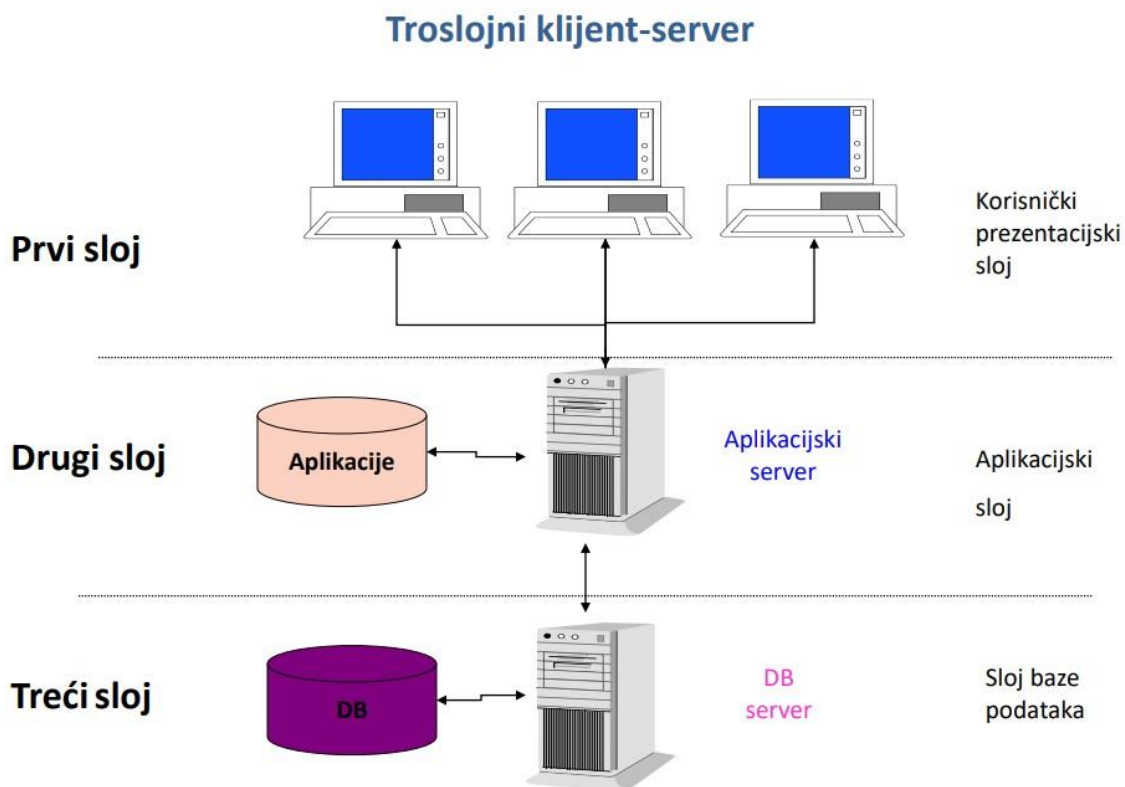 Troslojni klijent-server
Prvi sloj
Korisnički
prezentacijski
sloj
Drugi sloj
Aplikacije
Aplikacijski
server
Aplikacijski
sloj
Treći sloj
DB
DB
server
Sloj baze
podataka